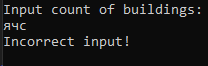 Input count of buildings:
ячс
Incorrect input!